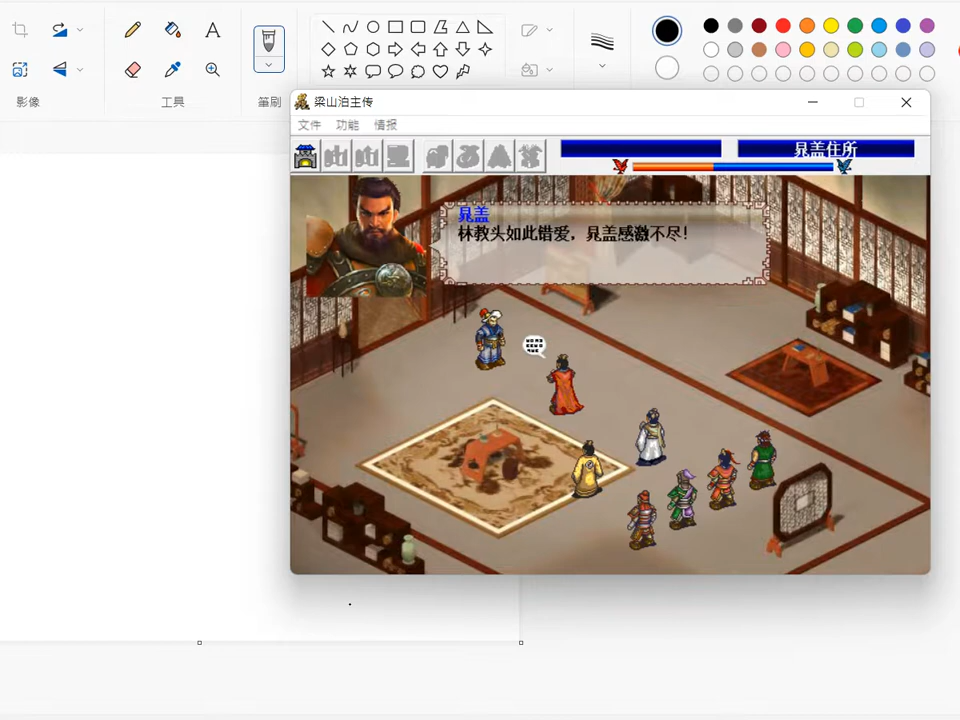 A
影像
工具
筆刷
梁山泊主传
文件 功能 情报
晁盖住所
晁盖
林教头如此错爱，晁盖感激不尽！